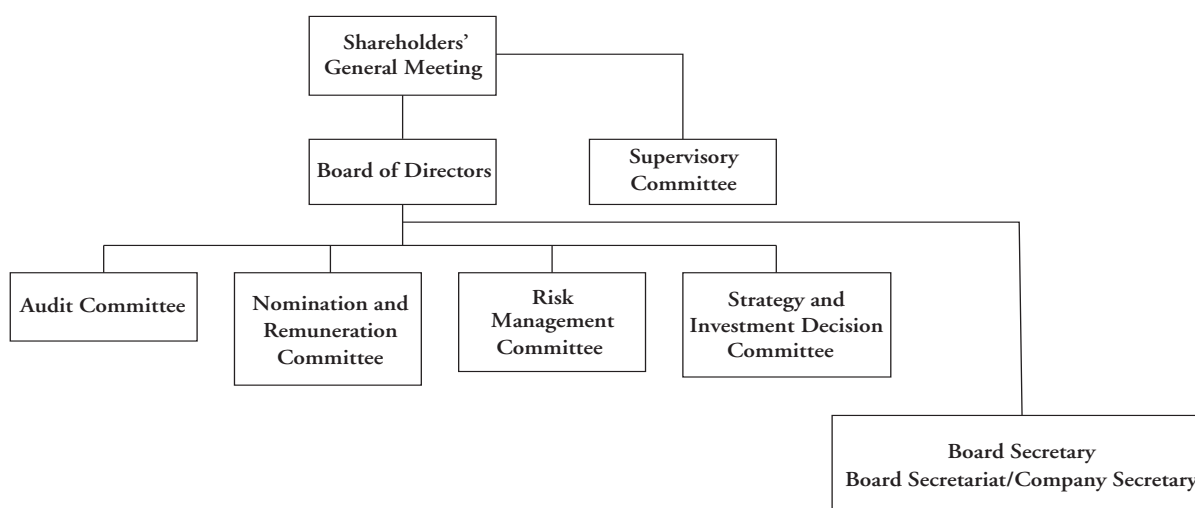 Shareholders’
General Meeting
Board of Directors
Supervisory
Committee
Audit Committee
Nomination and
Remuneration
Committee
Risk
Management
Committee
Strategy and
Investment Decision
Committee
Board Secretary
Board Secretariat/Company Secretary